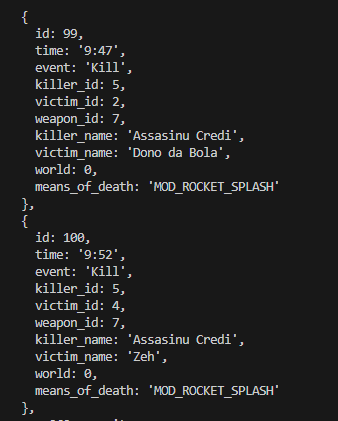 {
id: 99,
time: '9:47',
event: 'Kill',
killer_id: 5,
victim_id: 2,
weapon_id: 7,
killer_name: 'Assasinu Credi',
victim_name: 'Dono da Bola',
world: 0,
means_of_death: 'MOD_ROCKET_SPLASH'
},
{
id: 100,
time: '9:52',
event: 'Kill',
killer_id: 5,
victim_id: 4,
weapon_id: 7,
killer_name: 'Assasinu Credi',
victim_name: 'Zeh',
world: 0,
means_of_death: 'MOD_ROCKET_SPLASH'
},